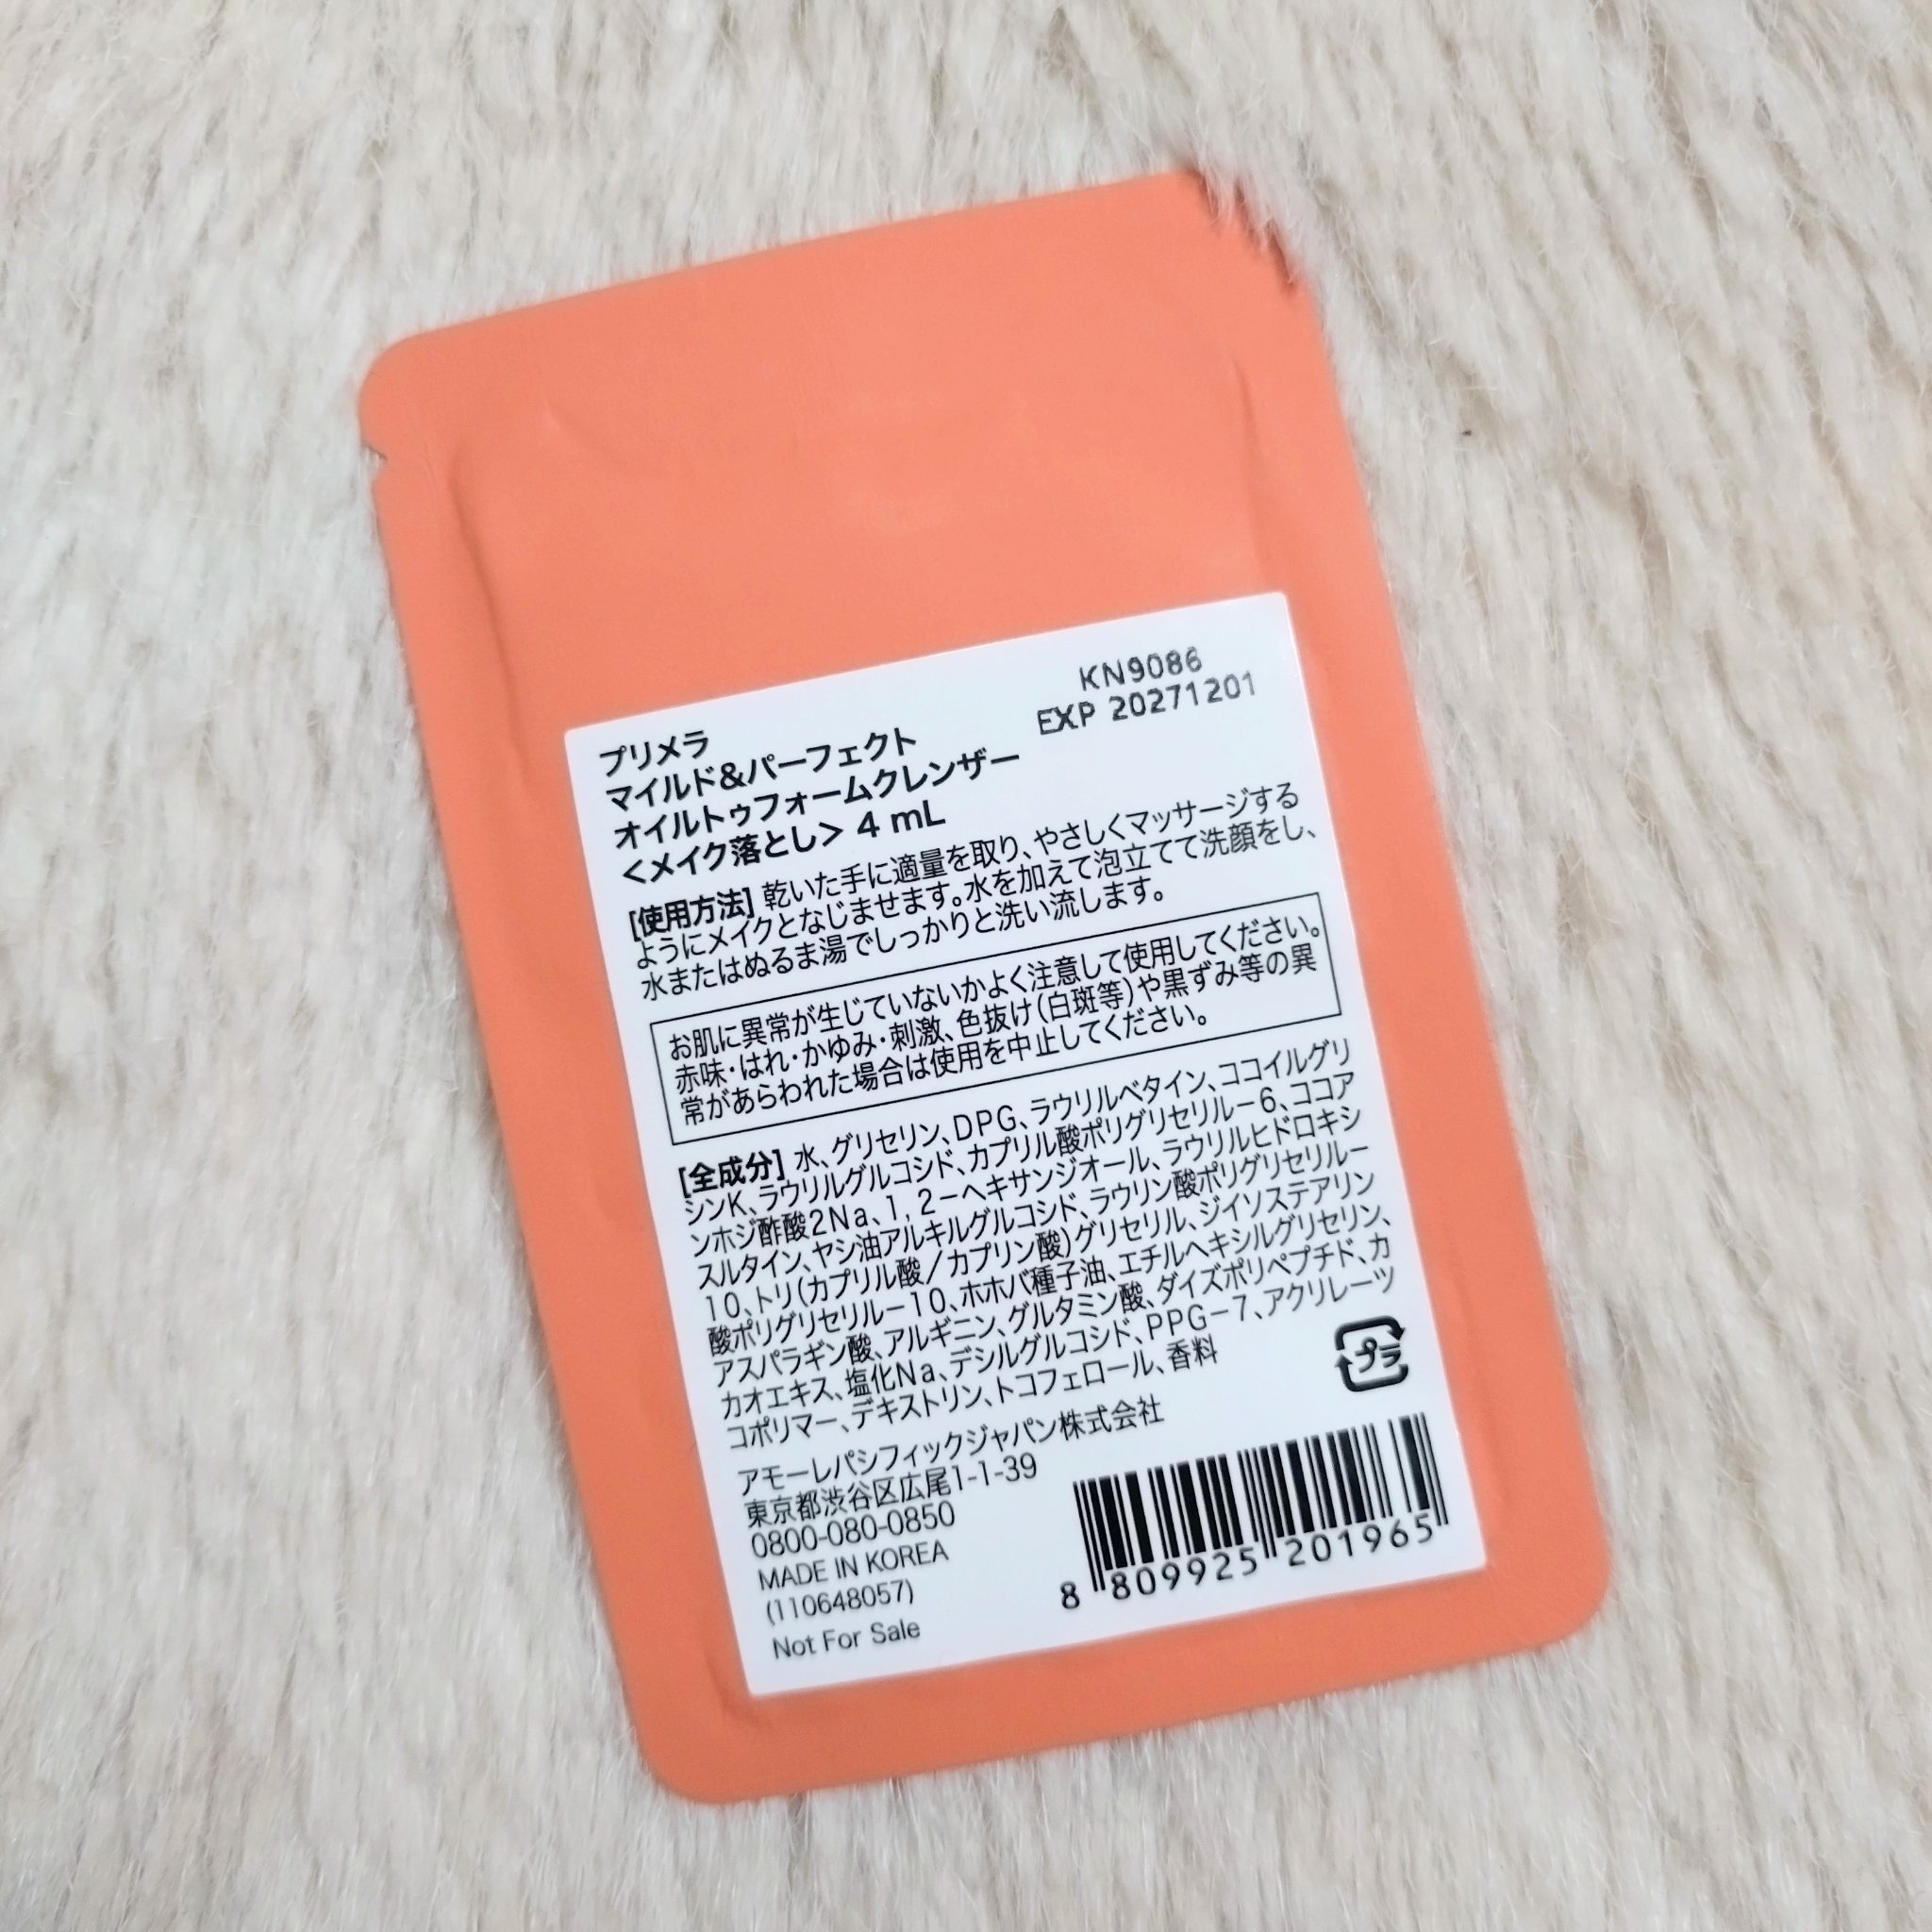 KN9086
EXP 20271201
プリメラ
マイルド&パーフェクト
オイルトゥフォームクレンザー
<メイク落とし> 4 mL
[使用方法] 乾いた手に適量を取り、やさしくマッサージする
ようにメイクとなじませます。水を加えて泡立てて洗顔をし、
水またはぬるま湯でしっかりと洗い流します。
お肌に異常が生じていないかよく注意して使用してください。
赤味・はれ・かゆみ・刺激、色抜け(白斑等)や黒ずみ等の異
常があらわれた場合は使用を中止してください。
[全成分] 水、グリセリン、DPG、ラウリルベタイン、ココイルグリ
シンK、ラウリルグルコシド、カプリル酸ポリグリセリル-6、ココア
ンホジ酢酸2Na、1,2-ヘキサンジオール、ラウリルヒドロキシ
スルタイン、ヤシ油アルキルグルコシド、ラウリン酸ポリグリセリル-
10、トリ(カプリル酸/カプリン酸)グリセリル、ジイソステアリン
酸ポリグリセリル-10、ホホバ種子油、エチルヘキシルグリセリン、
アスパラギン酸、アルギニン、グルタミン酸、ダイズポリペプチド、カ
カオエキス、塩化Na、デシルグルコシド、PPG-7、アクリレーツ
コポリマー、デキストリン、トコフェロール、香料
プラ
アモーレパシフィックジャパン株式会社
東京都渋谷区広尾1-1-39
0800-080-0850
MADE IN KOREA
(110648057)
Not For Sale
8 809925 201965